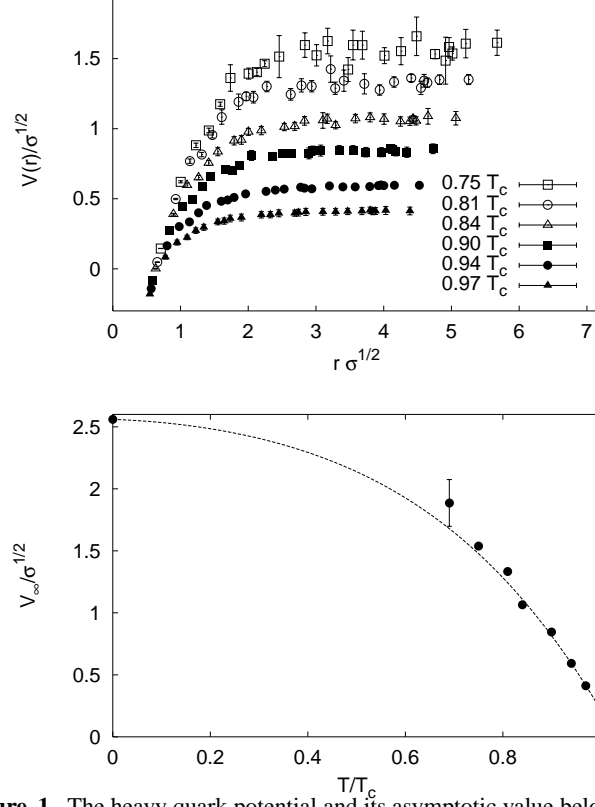 1.5
1
0.5
0
V(r)/σ^{1/2}
0.75 T_c
0.81 T_c
0.84 T_c
0.90 T_c
0.94 T_c
0.97 T_c
0 1 2 3 4 5 6 7
r σ^{1/2}
2.5
2
1.5
1
0.5
0
V_∞/σ^{1/2}
0 0.2 0.4 0.6 0.8
T/T_c
1. The heavy quark potential and its asymptotic value